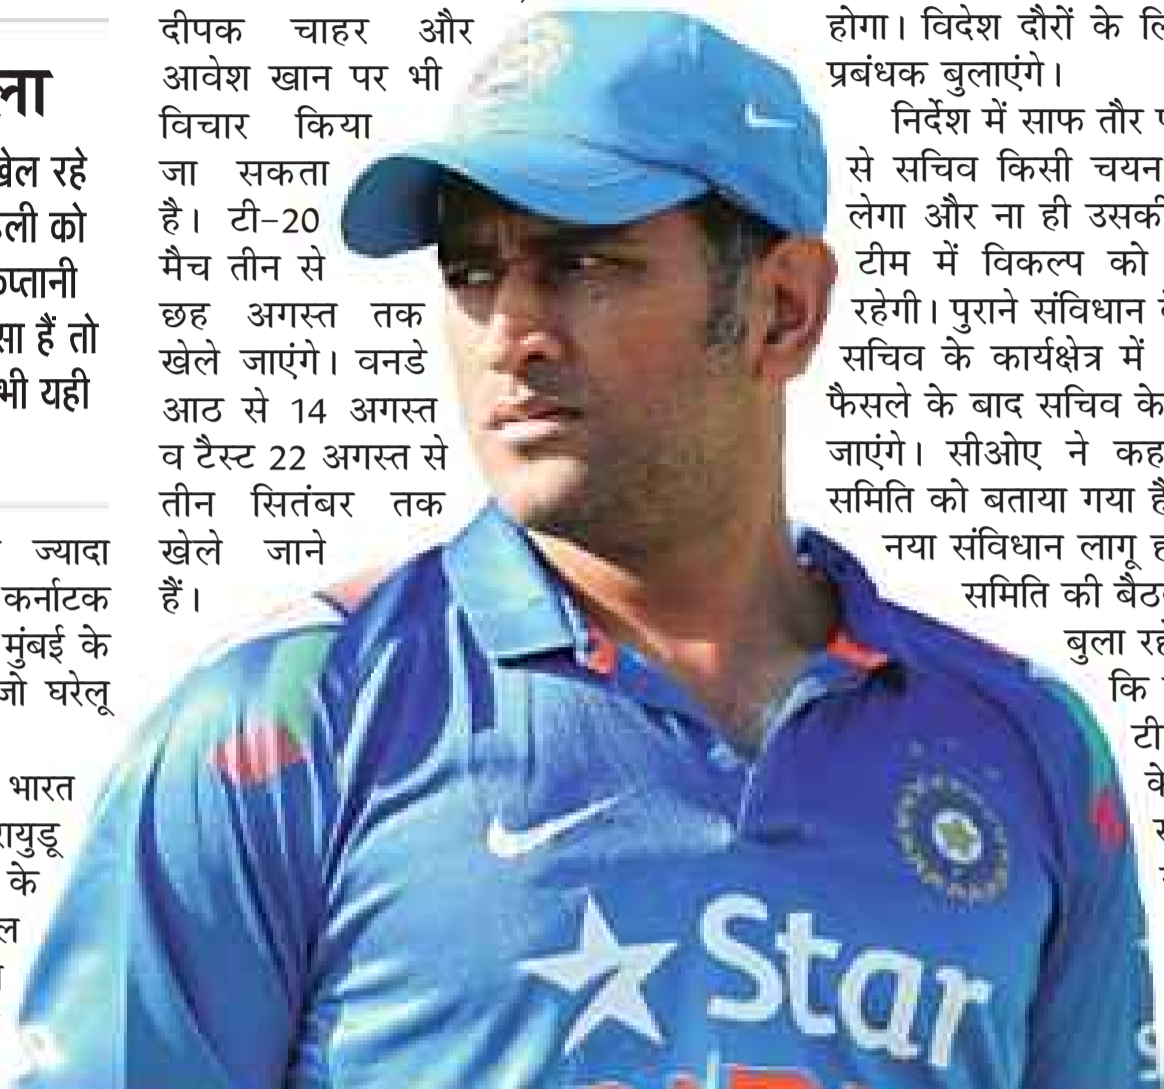 ला
खेल रहे
को
कप्तानी
हैं तो
भी यही
ज्यादा
कर्नाटक
मुंबई के
जो घरेलू
भारत
रायुडू
के
दीपक चाहर और
आवेश खान पर भी
विचार किया
जा सकता
है। टी-20
मैच तीन से
छह अगस्त तक
खेले जाएंगे। वनडे
आठ से 14 अगस्त
व टैस्ट 22 अगस्त से
तीन सितंबर तक
खेले जाने
हैं।
होगा। विदेश दौरों के
प्रबंधक बुलाएंगे।
निर्देश में साफ तौर
से सचिव किसी चयन
लेगा और ना ही उसकी
टीम में विकल्प को
रहेगी। पुराने संविधान
सचिव के कार्यक्षेत्र में
फैसले के बाद सचिव के
जाएंगे। सीओए ने
समिति को बताया गया है
नया संविधान लागू
समिति की
बुला
कि
Star